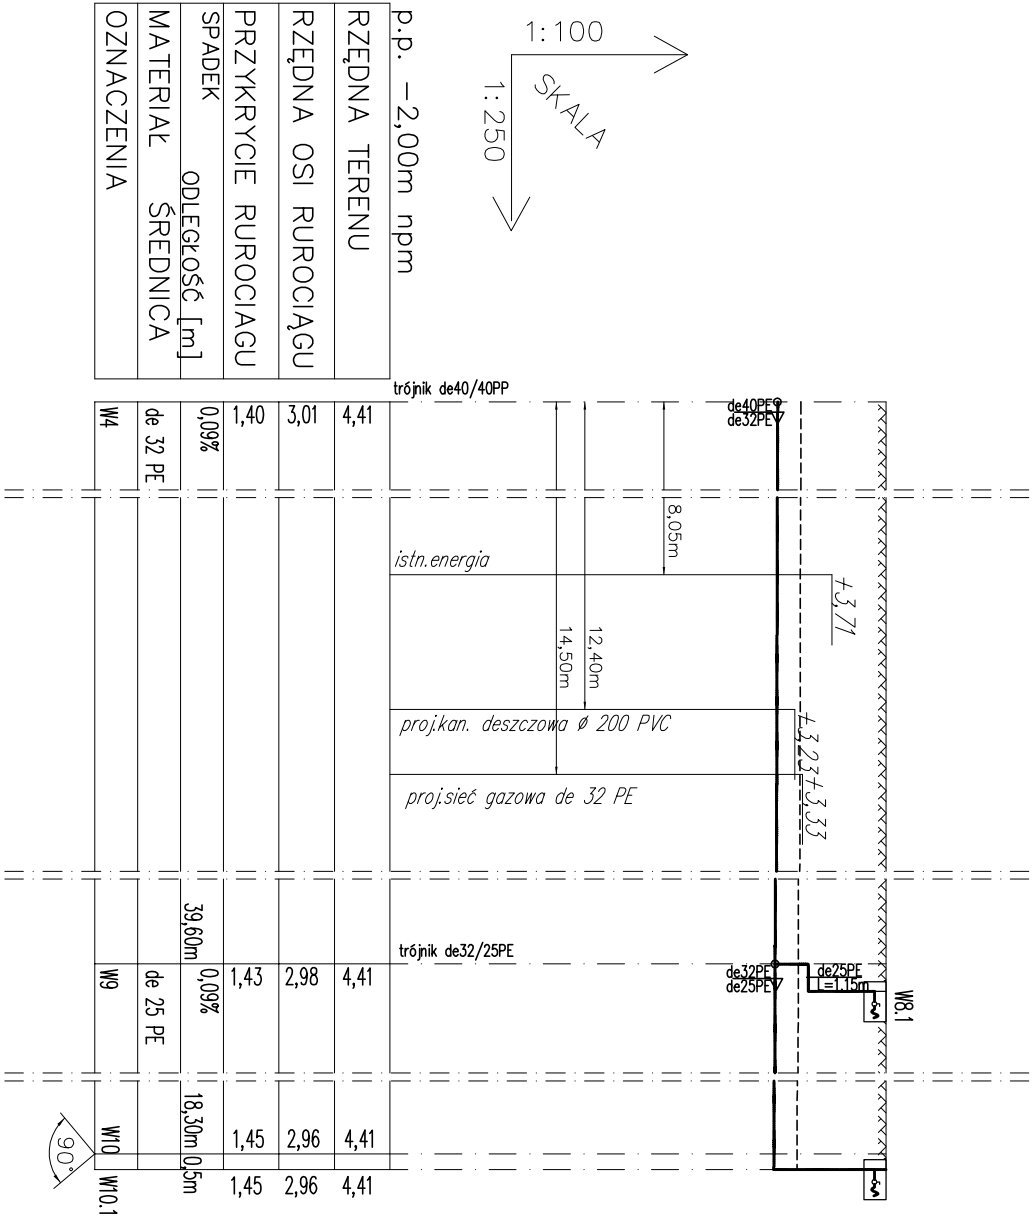 1:100
SKALA
1:250
p.p. -2,00m npm
RZĘDNA TERENU
RZĘDNA OSI RUROCIĄGU
PRZYKRYCIE RUROCIAGU
SPADEK
ODLEGŁOŚĆ [m]
MATERIAŁ ŚREDNICA
OZNACZENIA
trójnik de40/40PP
de40PE
de32PE
4,41
3,01
1,40
0,09%
de 32 PE
W4
8,05m
istn.energia
+3,71
12,40m
14,50m
proj.kan. deszczowa ø 200 PVC
+3,23
+3,33
proj.sieć gazowa de 32 PE
39,60m
trójnik de32/25PE
de32PE
de25PE
de25PE
L=1.15m
W8.1
4,41
2,98
1,43
0,09%
de 25 PE
W9
18,30m
0,5m
4,41
2,96
1,45
W10
4,41
2,96
1,45
W10.1
90°